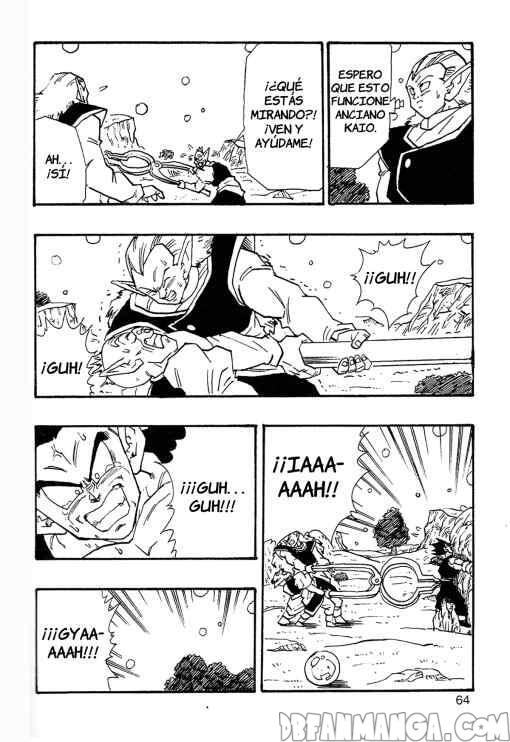 ESPERO
QUE ESTO
FUNCIONE
ANCIANO
KAIO.
¡¿QUÉ
ESTÁS
MIRANDO?!
¡VEN Y
AYÚDAME!
AH...
¡SÍ!
¡¡GUH!!
¡GUH!
¡¡IAAA-
AAAH!!
¡¡¡GUH...
GUH!!!
¡¡¡GYAA-
AAAH!!!
64
DBFANMANGA.COM